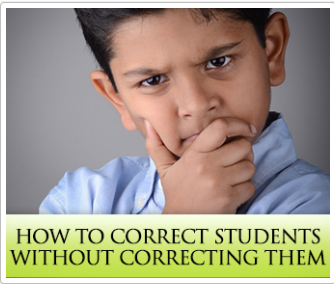 HOW TO CORRECT STUDENTS
WITHOUT CORRECTING THEM